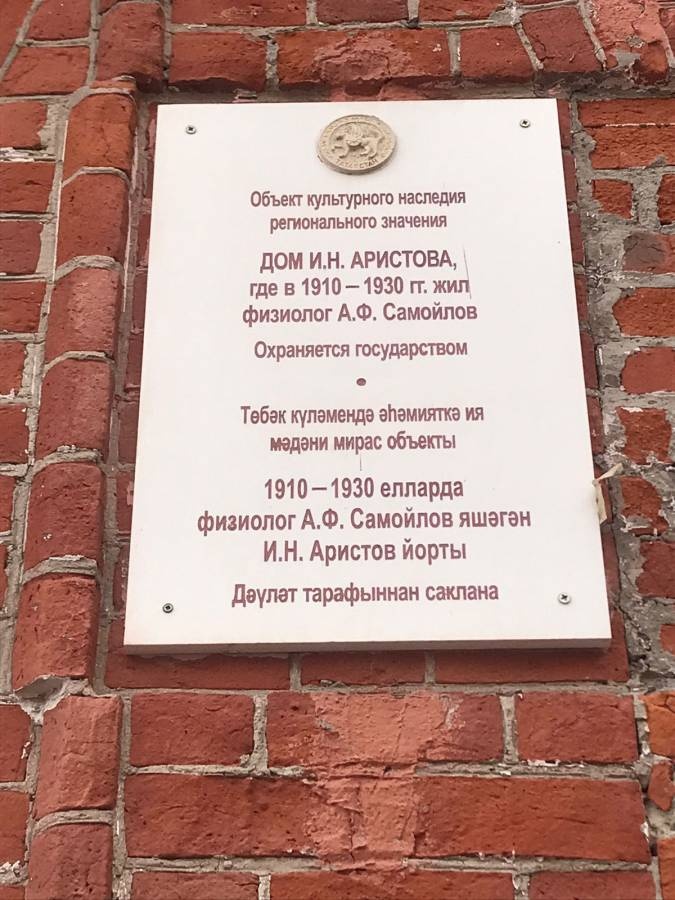 ТАТАРСТАН
Объект культурного наследия
регионального значения
ДОМ И.Н. АРИСТОВА,
где в 1910 – 1930 гг. жил
физиолог А.Ф. Самойлов
Охраняется государством
•
Төбәк күләмендә әһәмияткә ия
мәдәни мирас объекты
1910 – 1930 елларда
физиолог А.Ф. Самойлов яшәгән
И.Н. Аристов йорты
Дәүләт тарафыннан саклана